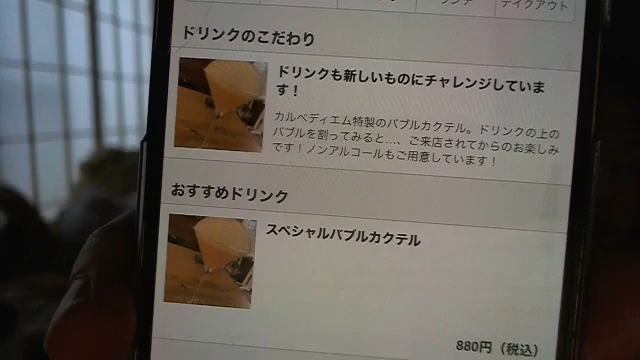 ランチ
テイクアウト
ドリンクのこだわり
ドリンクも新しいものにチャレンジしていま
す！
カルペディエム特製のバブルカクテル。ドリンクの上の
バブルを割ってみると…、ご来店されてからのお楽しみ
です！ノンアルコールもご用意しています！
おすすめドリンク
スペシャルバブルカクテル
880円（税込）